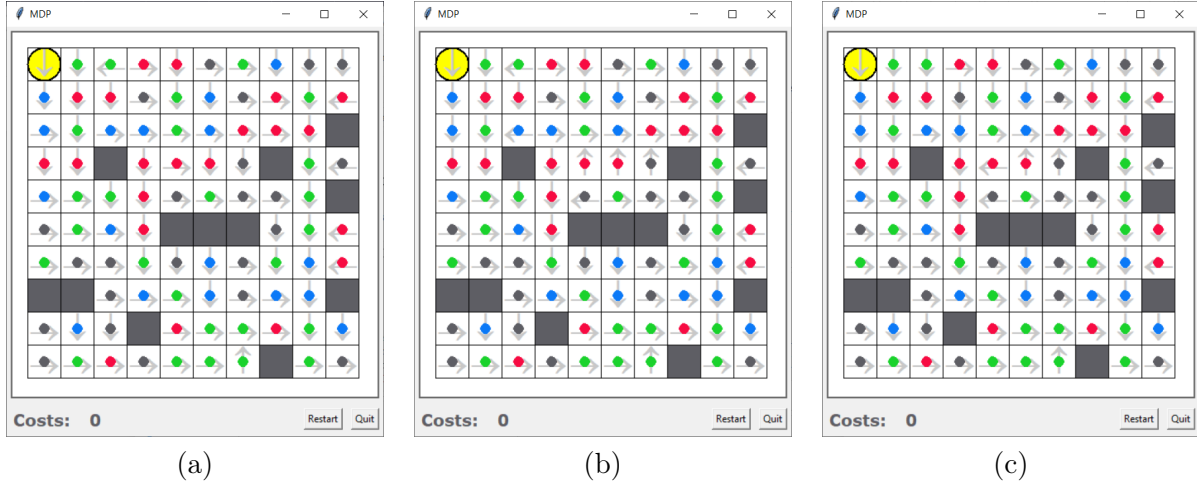 MDP MDP MDP
Costs: 0 Restart Quit Costs: 0 Restart Quit Costs: 0 Restart Quit
(a) (b) (c)